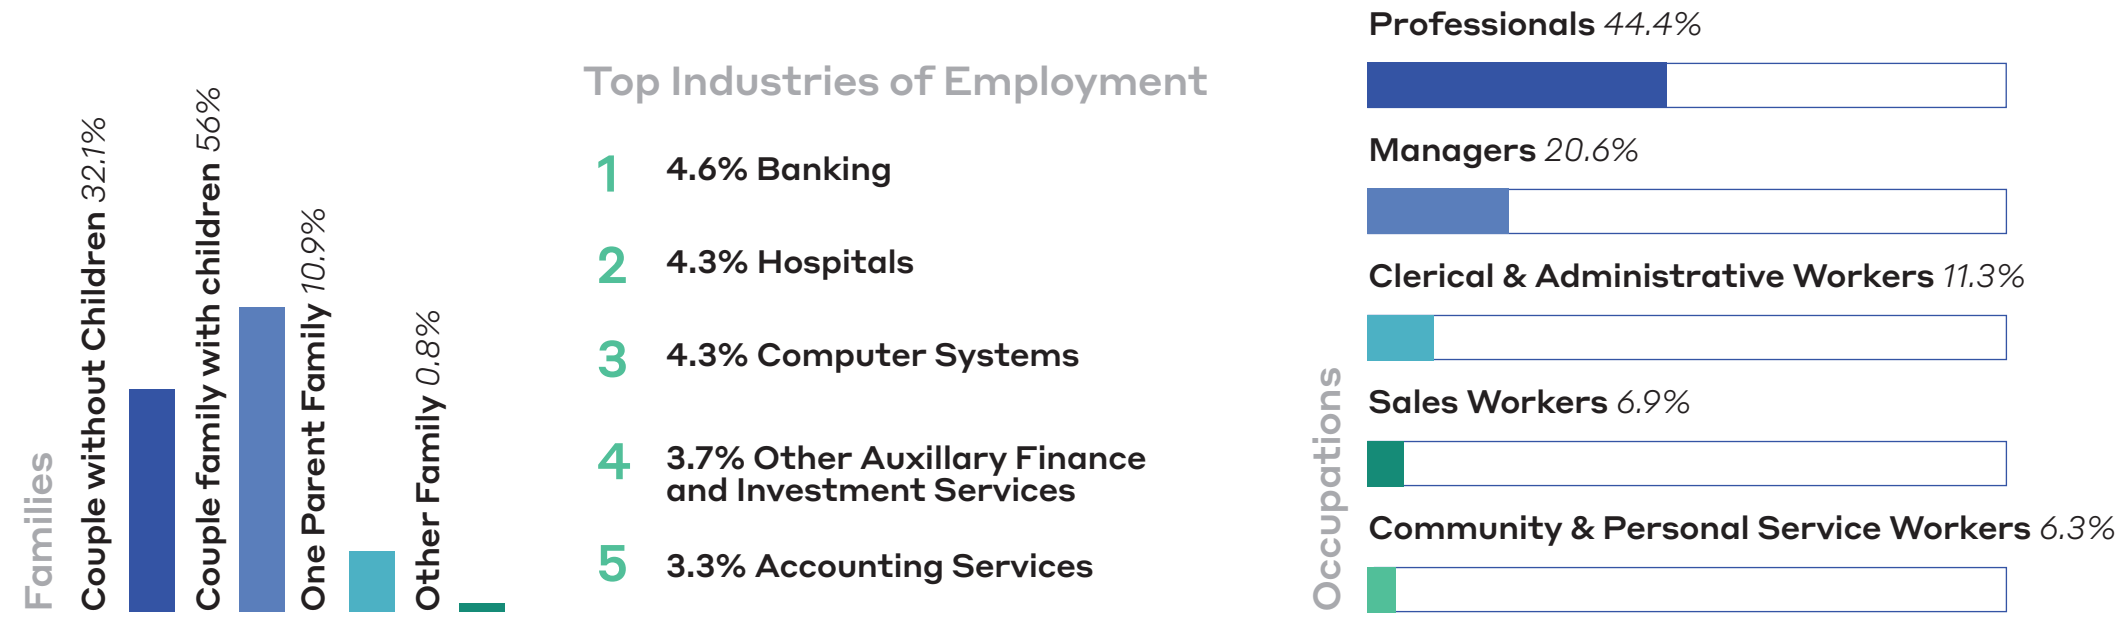 Families
Couple without Children 32.1%
Couple family with children 56%
One Parent Family 10.9%
Other Family 0.8%
Top Industries of Employment
1 4.6% Banking
2 4.3% Hospitals
3 4.3% Computer Systems
4 3.7% Other Auxillary Finance
and Investment Services
5 3.3% Accounting Services
Occupations
Professionals 44.4%
Managers 20.6%
Clerical & Administrative Workers 11.3%
Sales Workers 6.9%
Community & Personal Service Workers 6.3%